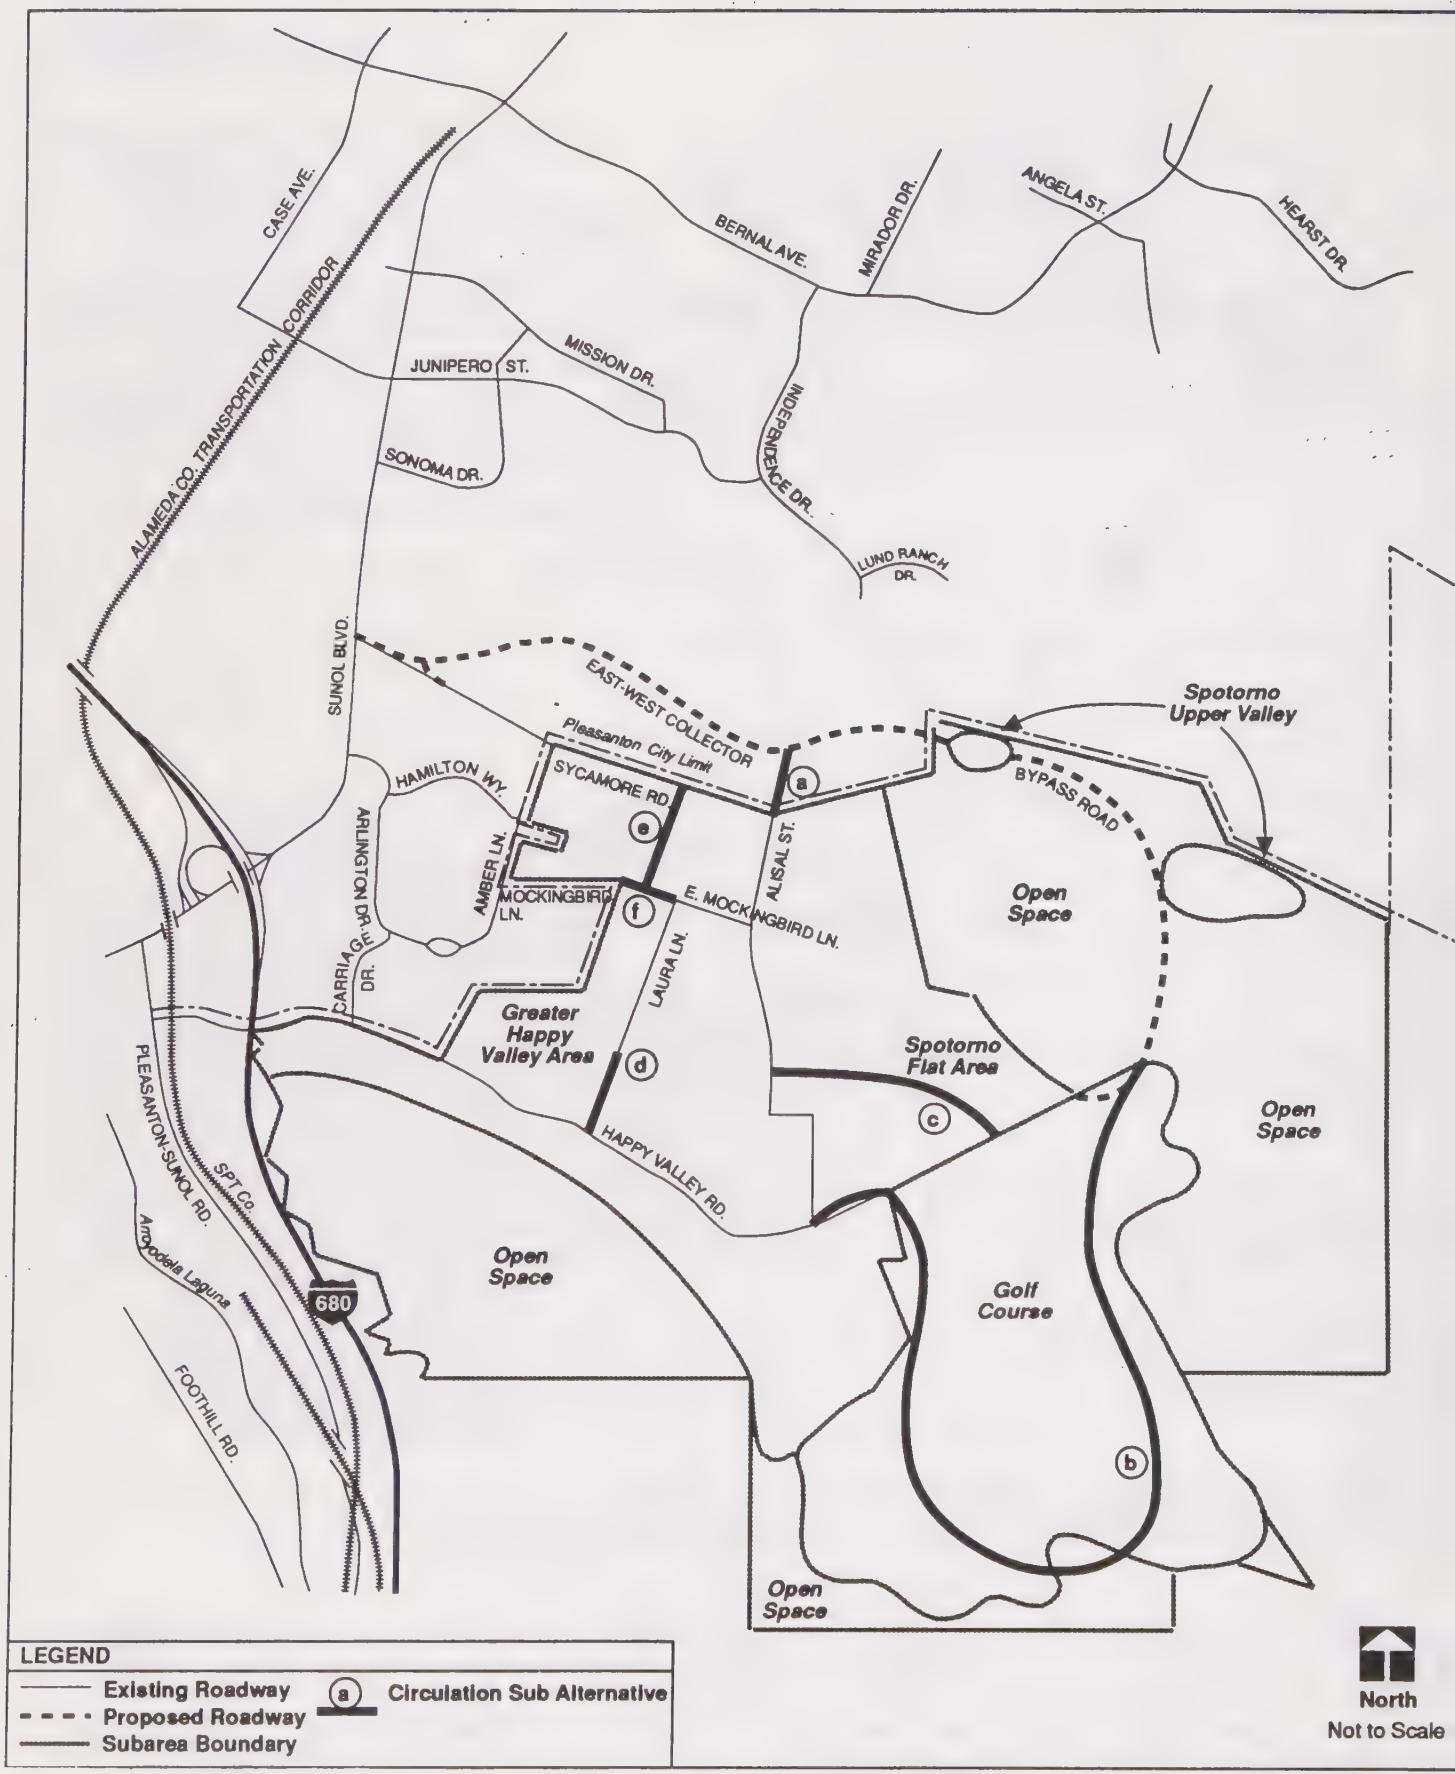 CASE AVE.
ALAMEDA CO. TRANSPORTATION CORRIDOR
BERNAL AVE.
MIRADOR DR.
ANGELA ST.
HEARST DR.
JUNIPERO ST.
MISSION DR.
INDEPENDENCE DR.
SONOMA DR.
LUND RANCH
DR.
SUNOL BLVD.
EAST-WEST COLLECTOR
Pleasanton City Limit
Spotorno
Upper Valley
BYPASS ROAD
HAMILTON WY.
SYCAMORE RD.
a
e
ARLINGTON DR.
AMBER LN.
ALISAL ST.
MOCKINGBIRD
LN.
f
E. MOCKINGBIRD LN.
Open
Space
CARRIAGE
DR.
LAURA LN.
Greater
Happy
Valley Area
Spotorno
Flat Area
d
c
PLEASANTON-SUNOL RD.
SPT Co.
HAPPY VALLEY RD.
Open
Space
Arroyodela Laguna
Open
Space
680
Golf
Course
FOOTHILL RD.
b
Open
Space
LEGEND
Existing Roadway
a Circulation Sub Alternative
Proposed Roadway
Subarea Boundary
North
Not to Scale